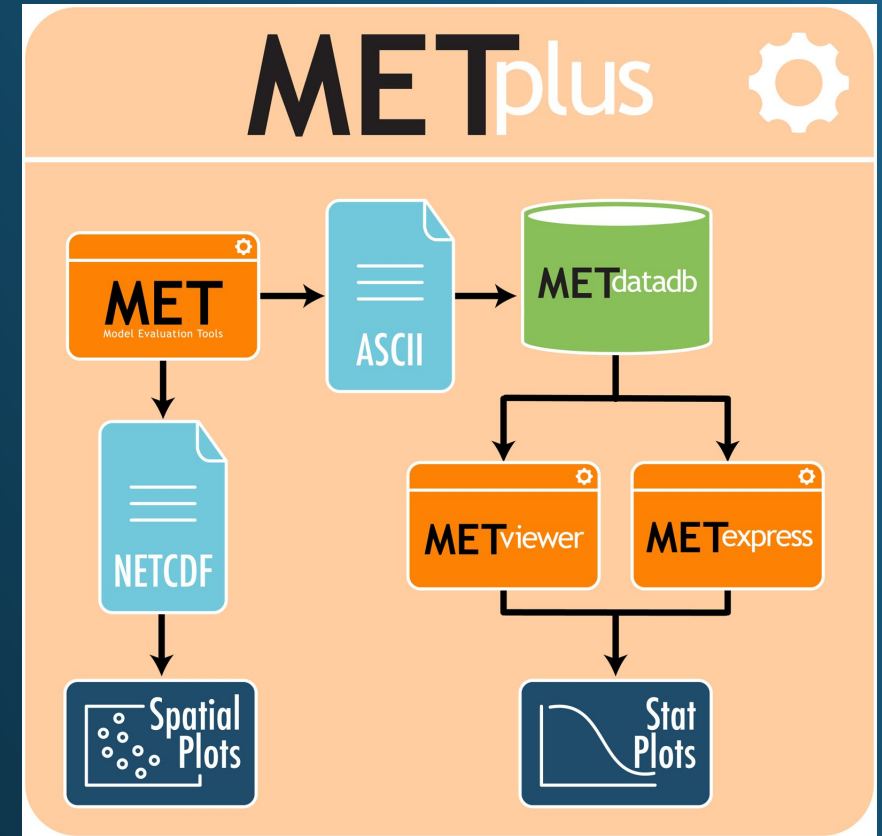 METplus
MET
Model Evaluation Tools
ASCII
METdatadb
NETCDF
METviewer
METexpress
Spatial
Plots
Stat
Plots